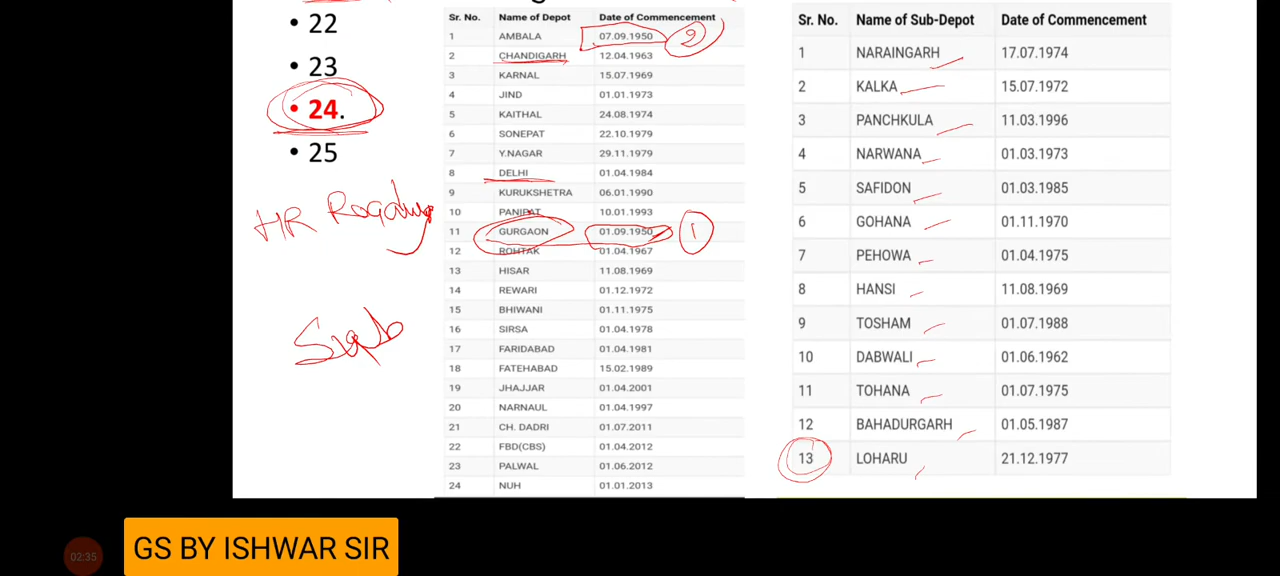 • 22
• 23
• 24.
• 25
HR Roadways
Sr. No. Name of Depot Date of Commencement
1 AMBALA 07.09.1950 2
2 CHANDIGARH 12.04.1963
3 KARNAL 15.07.1969
4 JIND 01.01.1973
5 KAITHAL 24.08.1974
6 SONEPAT 22.10.1979
7 Y.NAGAR 29.11.1979
8 DELHI 01.04.1984
9 KURUKSHETRA 06.01.1990
10 PANIPAT 10.01.1993
11 GURGAON 01.09.1950 1
12 ROHTAK 01.04.1967
13 HISAR 11.08.1969
14 REWARI 01.12.1972
15 BHIWANI 01.11.1975
16 SIRSA 01.04.1978
17 FARIDABAD 01.04.1981
18 FATEHABAD 15.02.1989
19 JHAJJAR 01.04.2001
20 NARNAUL 01.04.1997
21 CH. DADRI 01.07.2011
22 FBD(CBS) 01.04.2012
23 PALWAL 01.06.2012
24 NUH 01.01.2013
Sr. No. Name of Sub-Depot Date of Commencement
1 NARAINGARH 17.07.1974
2 KALKA 15.07.1972
3 PANCHKULA 11.03.1996
4 NARWANA 01.03.1973
5 SAFIDON 01.03.1985
6 GOHANA 01.11.1970
7 PEHOWA 01.04.1975
8 HANSI 11.08.1969
9 TOSHAM 01.07.1988
10 DABWALI 01.06.1962
11 TOHANA 01.07.1975
12 BAHADURGARH 01.05.1987
13 LOHARU 21.12.1977
02:35
GS BY ISHWAR SIR